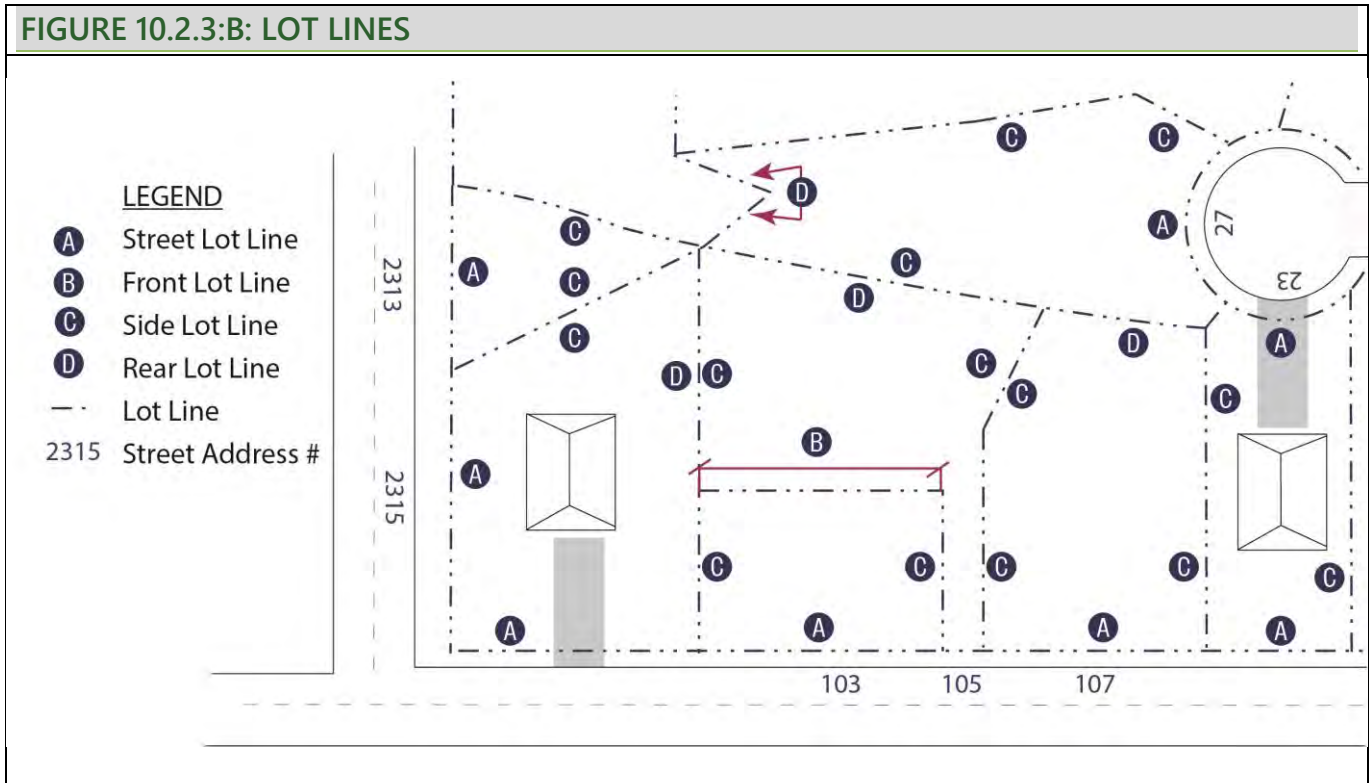 FIGURE 10.2.3:B: LOT LINES
LEGEND
A Street Lot Line
B Front Lot Line
C Side Lot Line
D Rear Lot Line
Lot Line
2315 Street Address #
2313
2315
C
C
D
A
27
C
A
C
C
D
C
23
D
A
C
D
C
C
C
C
B
A
C
C
C
C
C
A
A
A
A
103 105 107